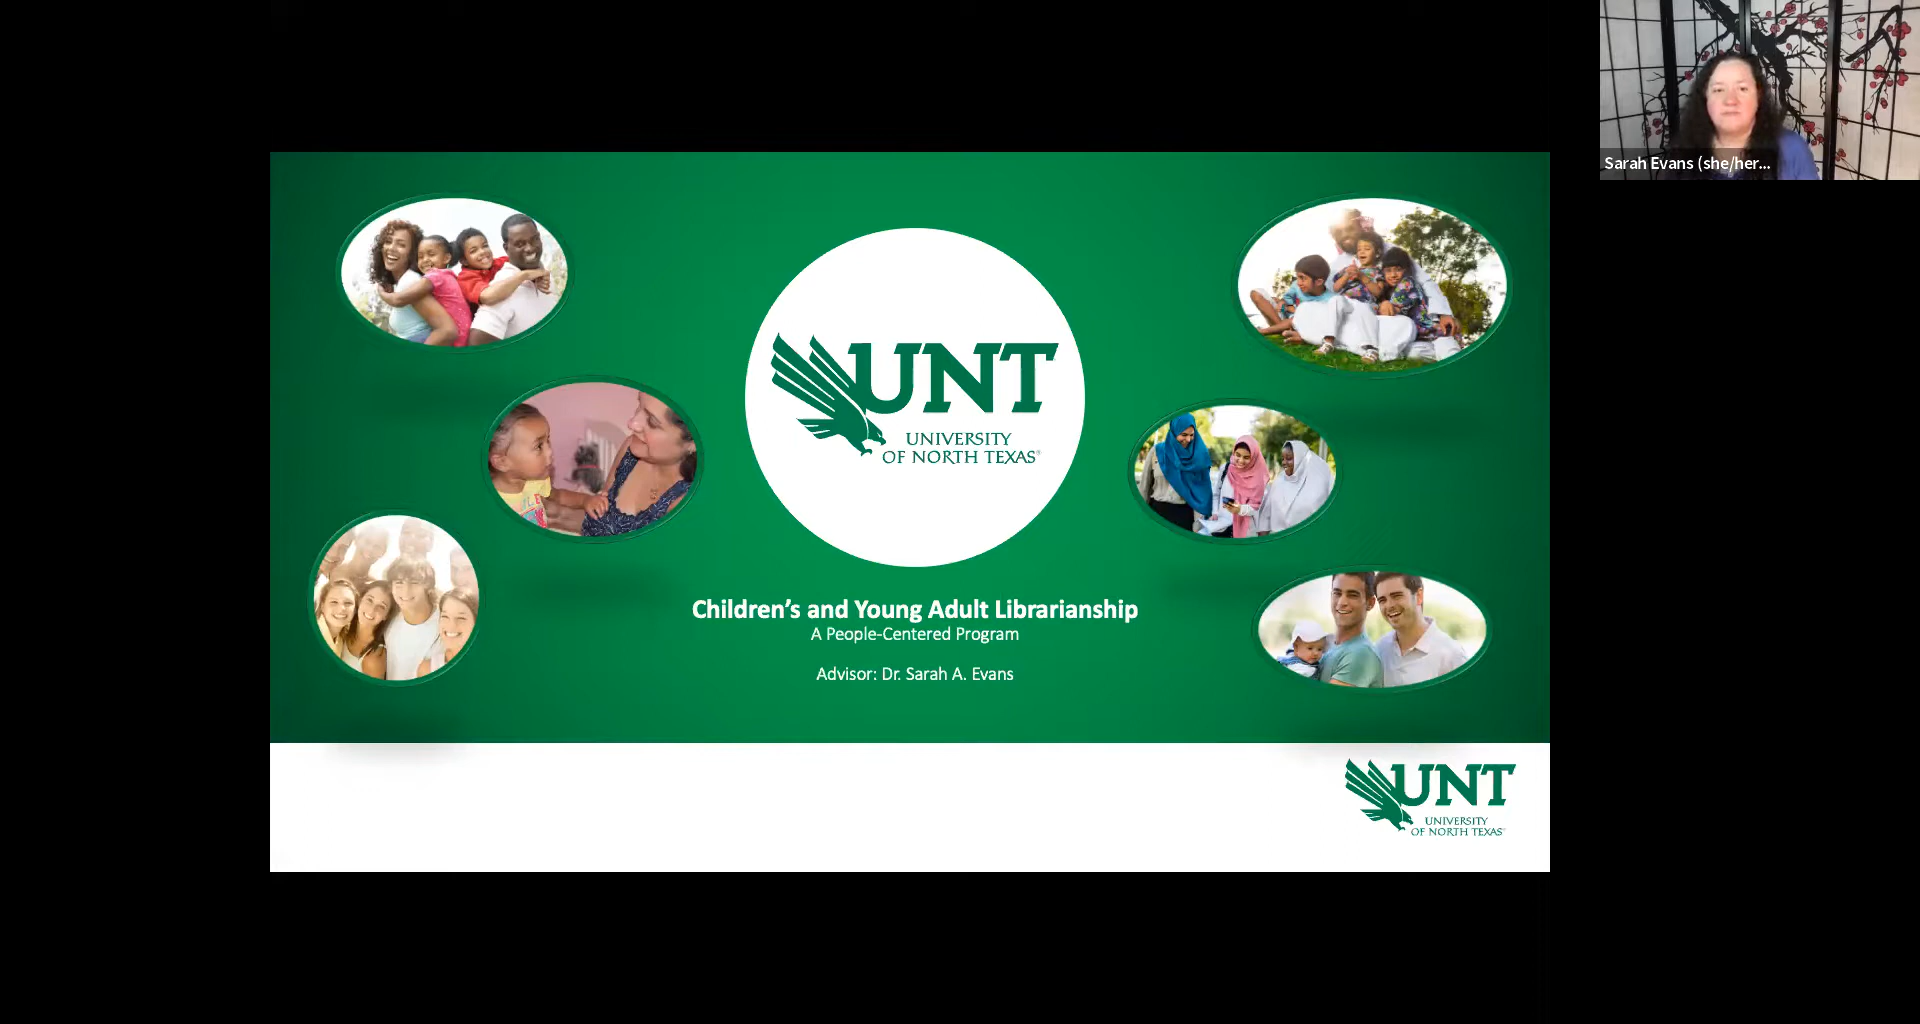 Sarah Evans (she/her...
UNT
UNIVERSITY
OF NORTH TEXAS®
Children's and Young Adult Librarianship
A People-Centered Program
Advisor: Dr. Sarah A. Evans
UNT
UNIVERSITY
OF NORTH TEXAS